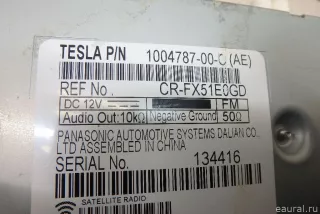 TESLA P/N 1004787-00-C (AE)
REF No. CR-FX51E0GD
DC 12V FM
Audio Out:10kΩ Negative Ground 50Ω
PANASONIC AUTOMOTIVE SYSTEMS DALIAN CO.,
LTD ASSEMBLED IN CHINA
SERIAL No. 134416
SATELLITE RADIO
eaural.ru